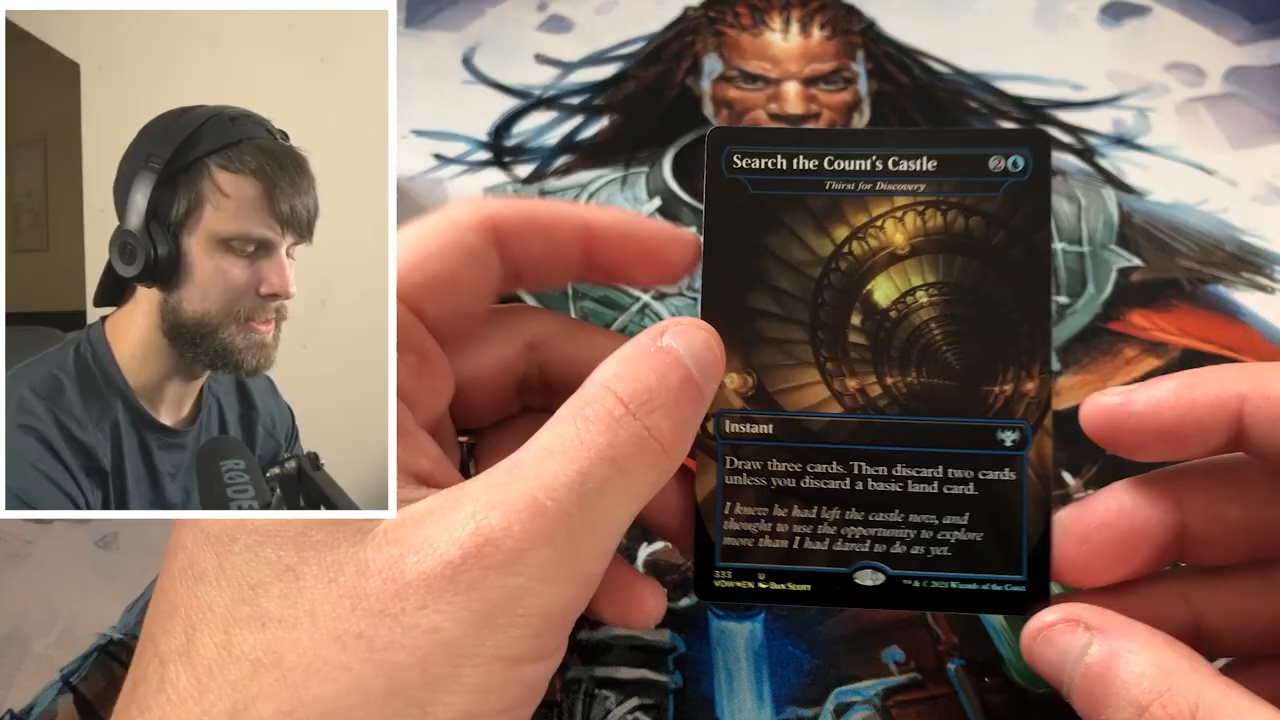 Search the Count's Castle 2
Thirst for Discovery
Instant
Draw three cards. Then discard two cards
unless you discard a basic land card.
I knew he had left the castle now, and
thought to use the opportunity to explore
more than I had dared to do as yet.
333 U
VOW★EN Dan Scott
™ & © 2021 Wizards of the Coast
RØDE